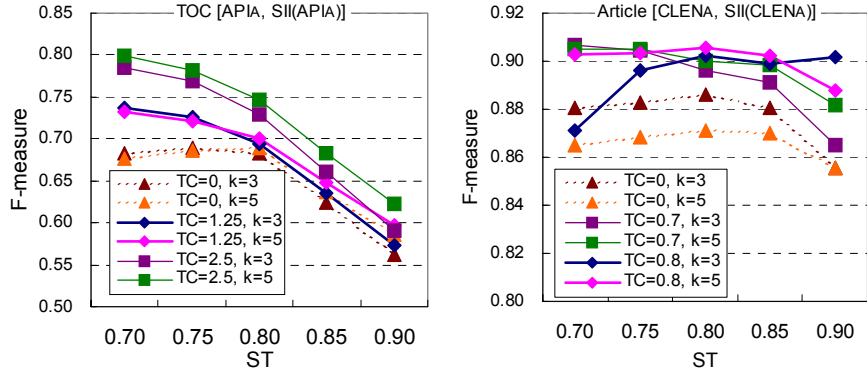 TOC [APIA, SII(APIA)]
F-measure
0.85
0.80
0.75
0.70
0.65
0.60
0.55
0.50
TC=0, k=3
TC=0, k=5
TC=1.25, k=3
TC=1.25, k=5
TC=2.5, k=3
TC=2.5, k=5
0.70 0.75 0.80 0.85 0.90
ST
Article [CLENA, SII(CLENA)]
F-measure
0.92
0.90
0.88
0.86
0.84
0.82
0.80
TC=0, k=3
TC=0, k=5
TC=0.7, k=3
TC=0.7, k=5
TC=0.8, k=3
TC=0.8, k=5
0.70 0.75 0.80 0.85 0.90
ST